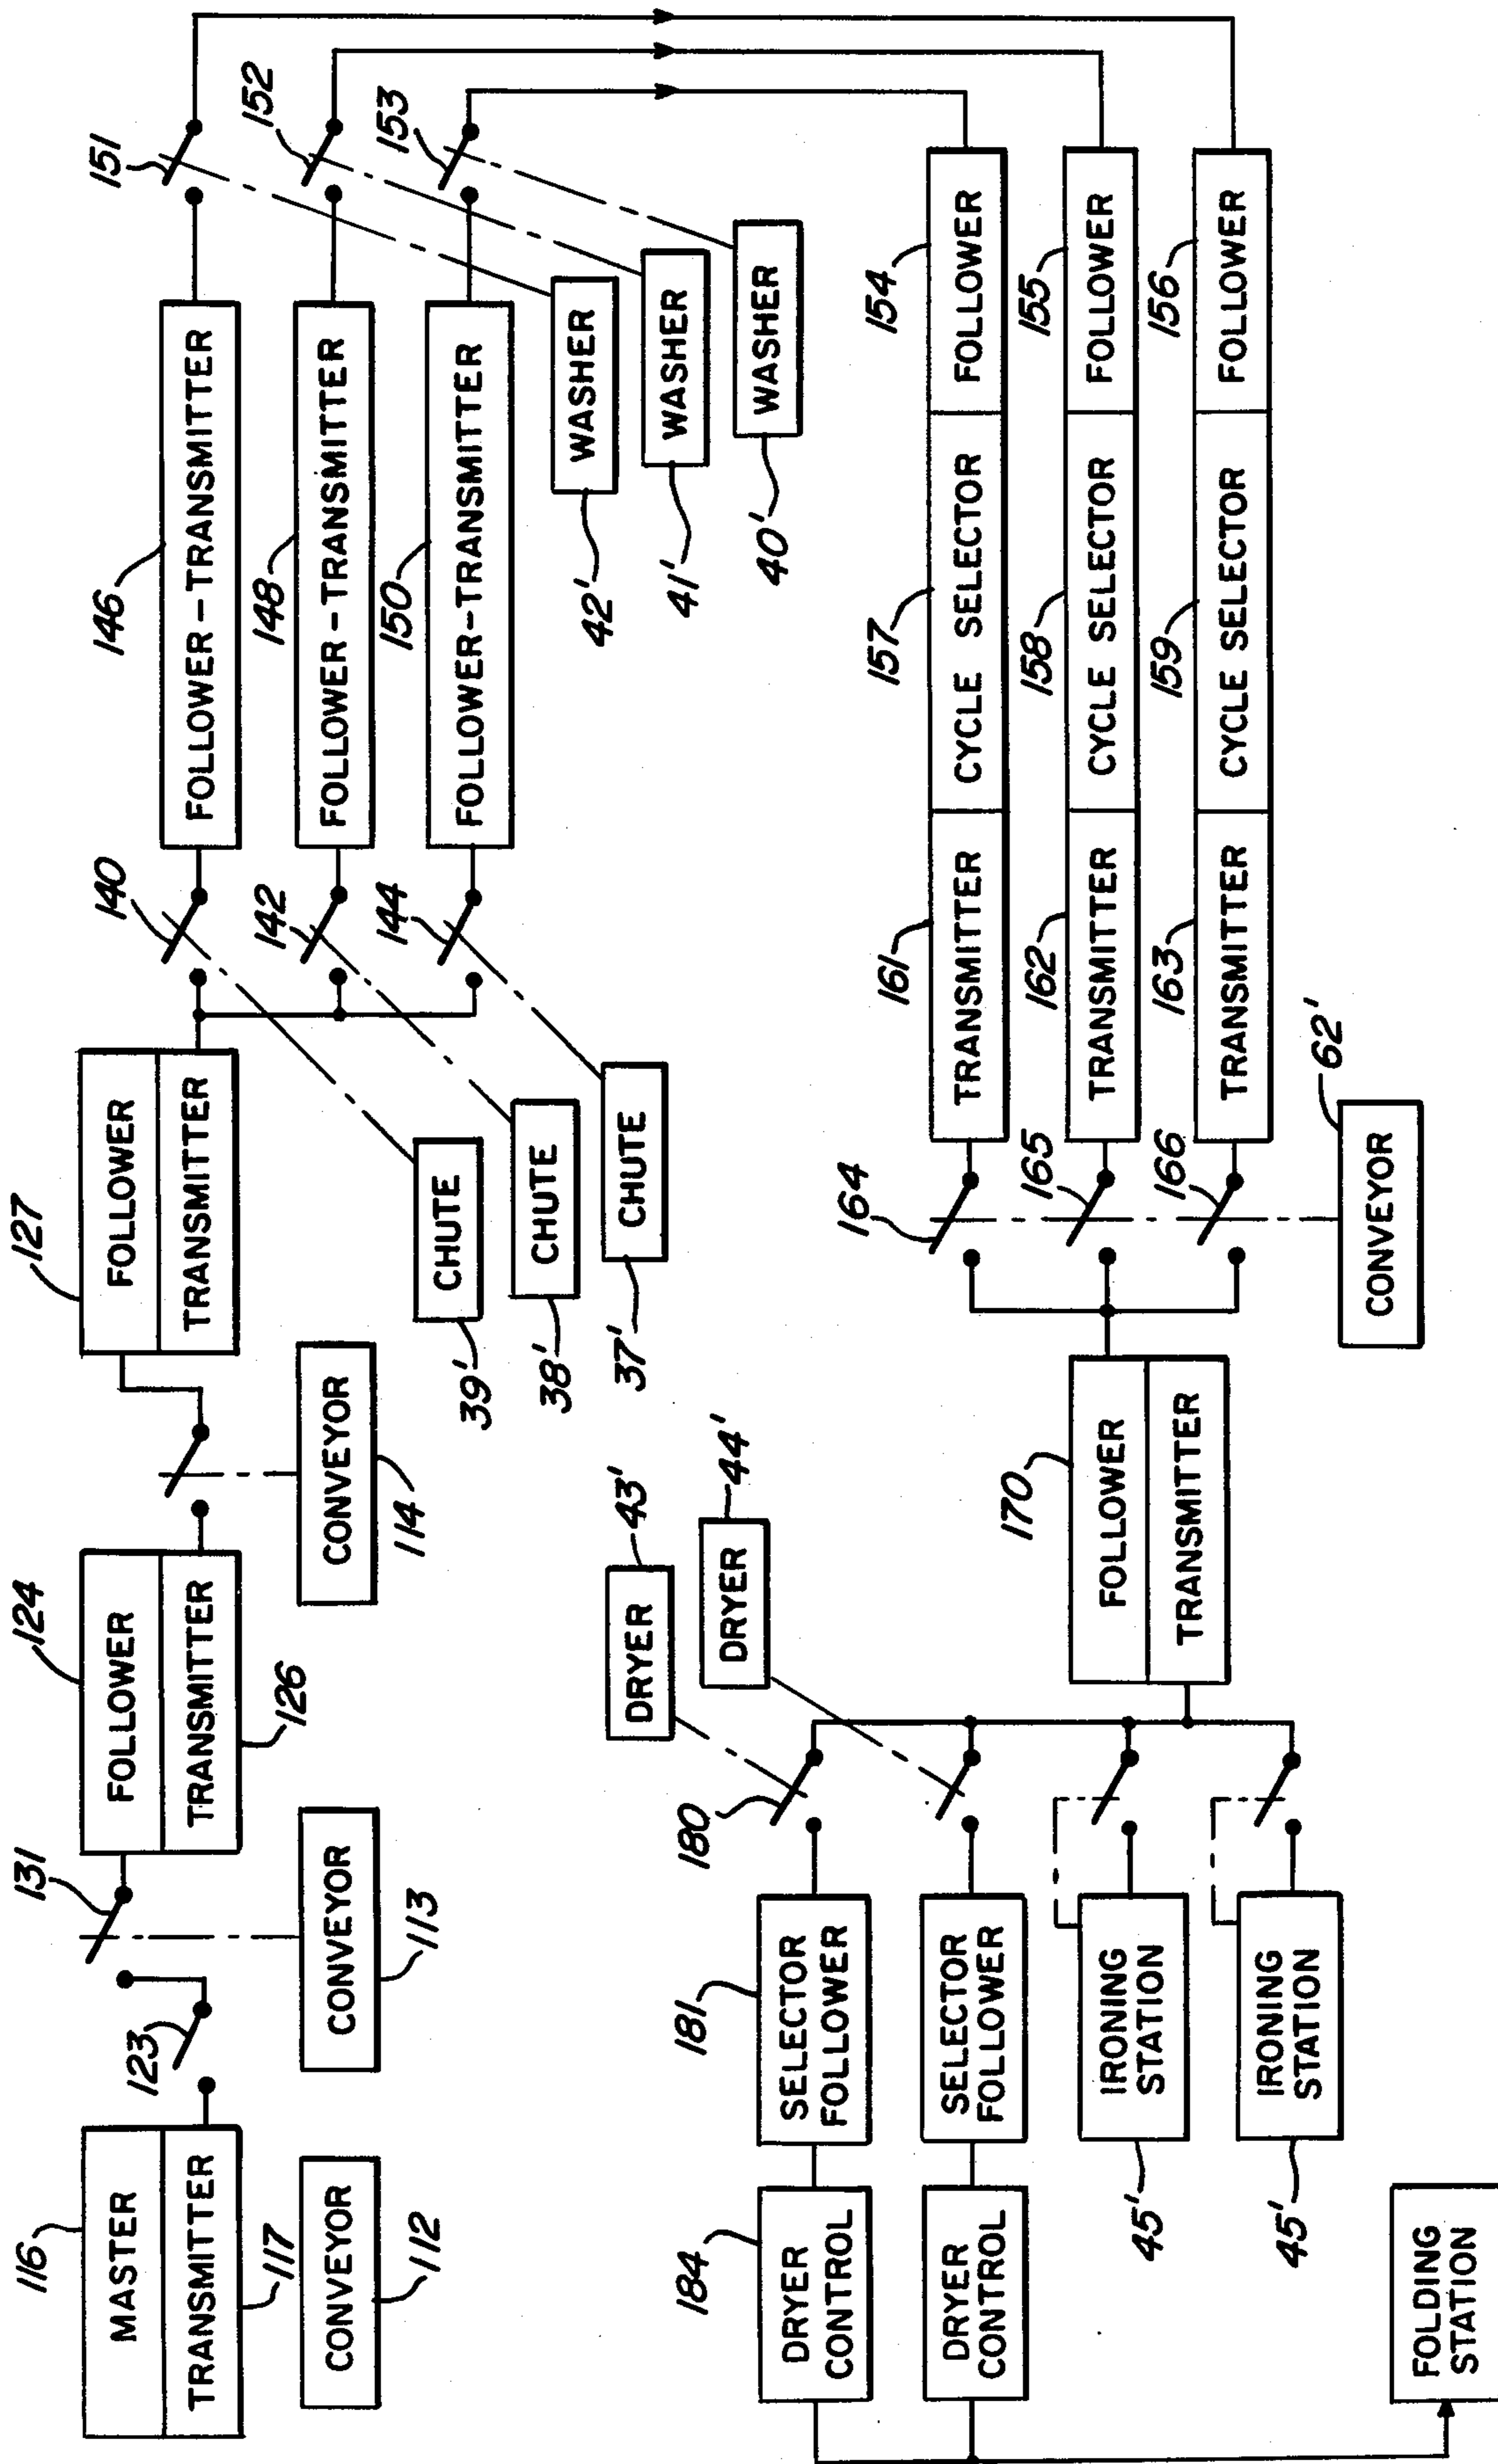 116
MASTER
TRANSMITTER
117
CONVEYOR
112
123
131
CONVEYOR
113
124
FOLLOWER
TRANSMITTER
126
CONVEYOR
114
127
FOLLOWER
TRANSMITTER
CHUTE
39'
CHUTE
38'
CHUTE
37'
140
142
144
146
FOLLOWER-TRANSMITTER
148
FOLLOWER-TRANSMITTER
150
FOLLOWER-TRANSMITTER
151
152
153
WASHER
42'
WASHER
41'
WASHER
40'
154
FOLLOWER
155
FOLLOWER
156
FOLLOWER
157
CYCLE SELECTOR
158
CYCLE SELECTOR
159
CYCLE SELECTOR
161
TRANSMITTER
162
TRANSMITTER
163
TRANSMITTER
164
165
166
CONVEYOR
62'
170
FOLLOWER
TRANSMITTER
DRYER
43'
DRYER
44'
180
181
SELECTOR
FOLLOWER
SELECTOR
FOLLOWER
IRONING
STATION
45'
IRONING
STATION
45'
184
DRYER
CONTROL
DRYER
CONTROL
FOLDING
STATION